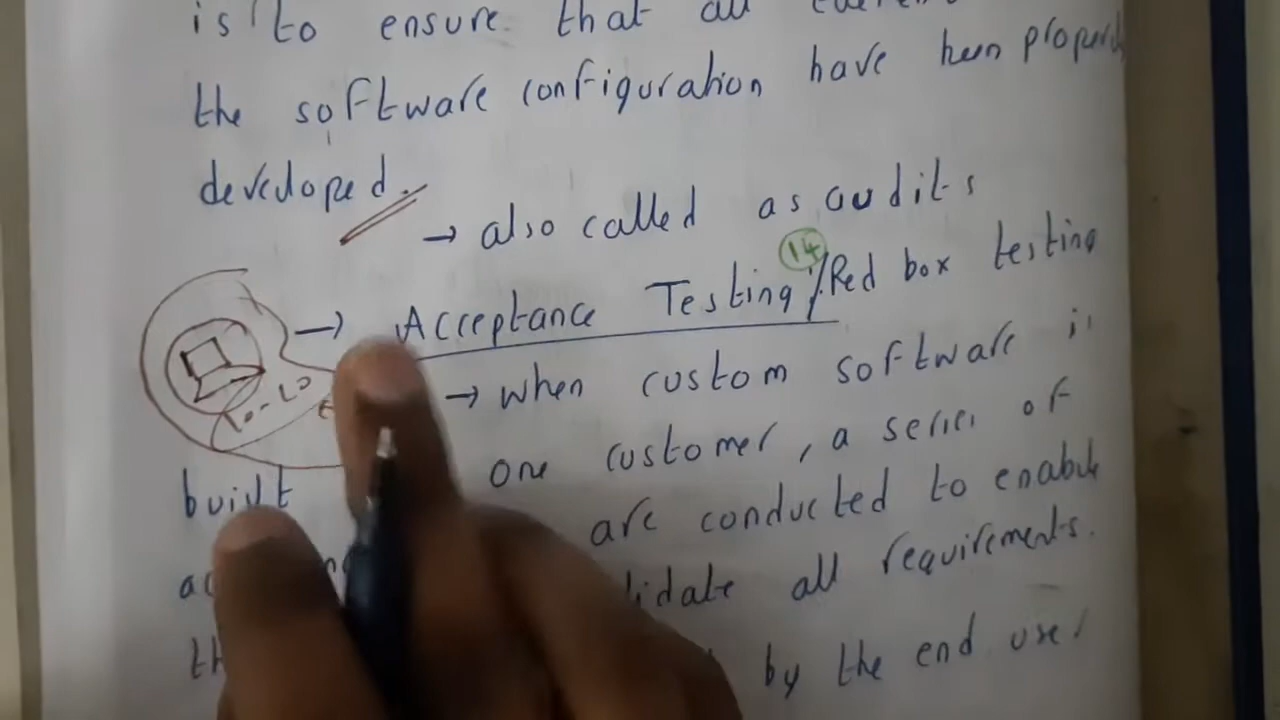 is to ensure that all
the software configuration have been properly
developed.
→ also called as audits
14
→ Acceptance Testing / Red box testing
→ when custom software is
built one customer, a series of
are conducted to enable
all requirements.
by the end user